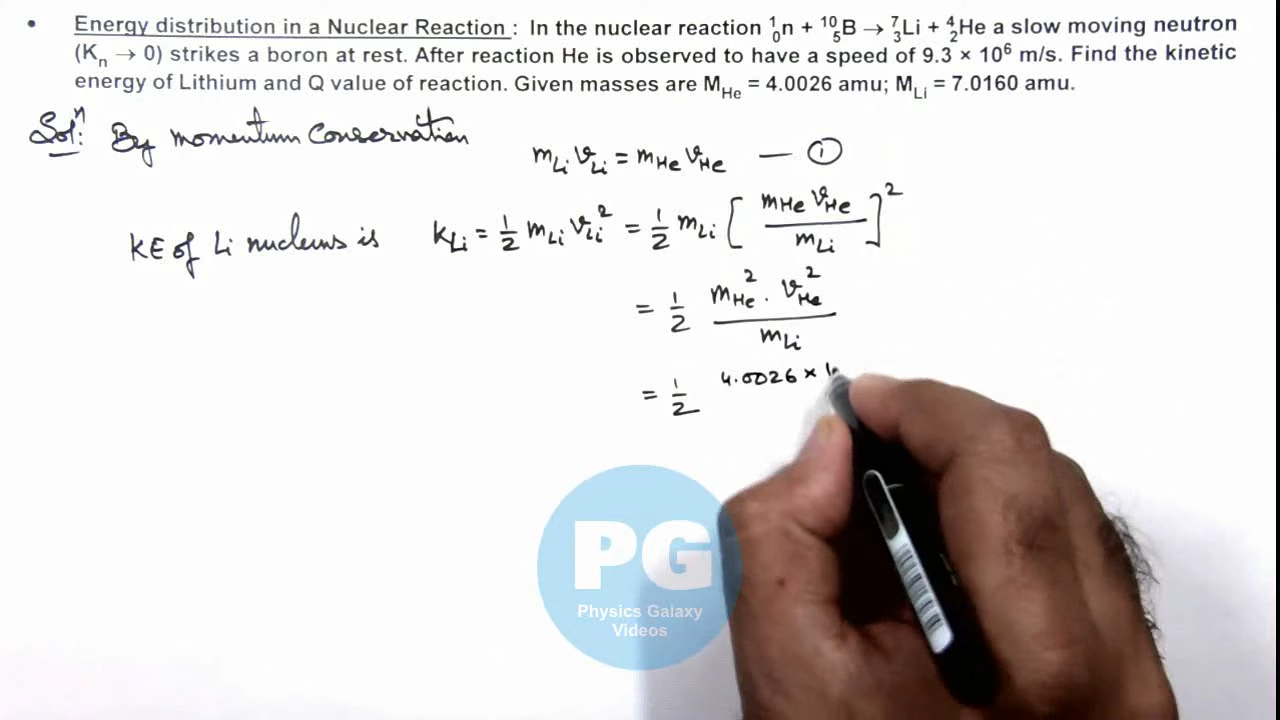 • Energy distribution in a Nuclear Reaction : In the nuclear reaction ¹₀n + ¹⁰₅B → ⁷₃Li + ⁴₂He a slow moving neutron
(Kₙ → 0) strikes a boron at rest. After reaction He is observed to have a speed of 9.3 × 10⁶ m/s. Find the kinetic
energy of Lithium and Q value of reaction. Given masses are M_He = 4.0026 amu; M_Li = 7.0160 amu.
Solⁿ: By momentum Conservation
m_Li v_Li = m_He v_He — ①
KE of Li nucleus is K_Li = 1/2 m_Li v_Li² = 1/2 m_Li [ m_He v_He / m_Li ]²
= 1/2 m_He² · v_He² / m_Li
= 1/2 4.0026 ×
PG
Physics Galaxy
Videos